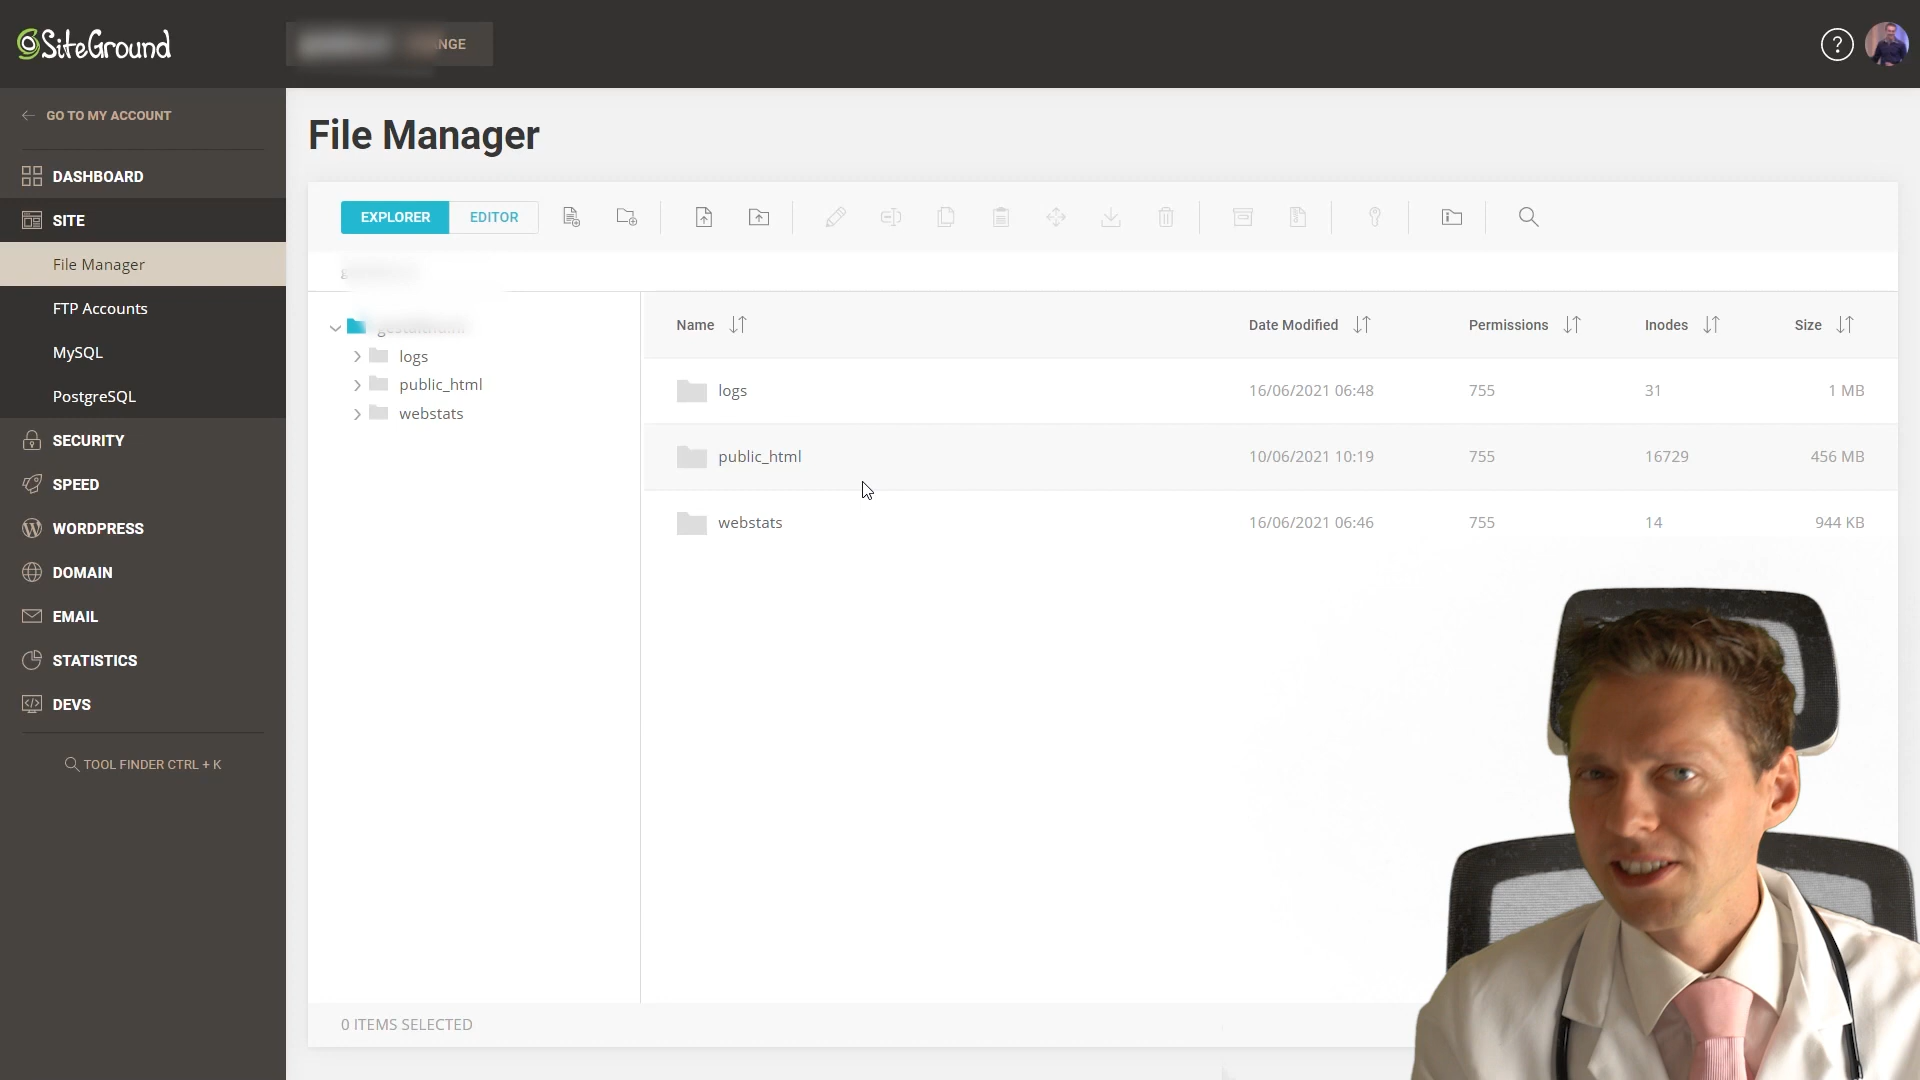 SiteGround
NGE
?
GO TO MY ACCOUNT
DASHBOARD
SITE
File Manager
FTP Accounts
MySQL
PostgreSQL
SECURITY
SPEED
WORDPRESS
DOMAIN
EMAIL
STATISTICS
DEVS
TOOL FINDER CTRL + K
File Manager
EXPLORER EDITOR
logs
public_html
webstats
Name Date Modified Permissions Inodes Size
logs 16/06/2021 06:48 755 31 1 MB
public_html 10/06/2021 10:19 755 16729 456 MB
webstats 16/06/2021 06:46 755 14 944 KB
0 ITEMS SELECTED